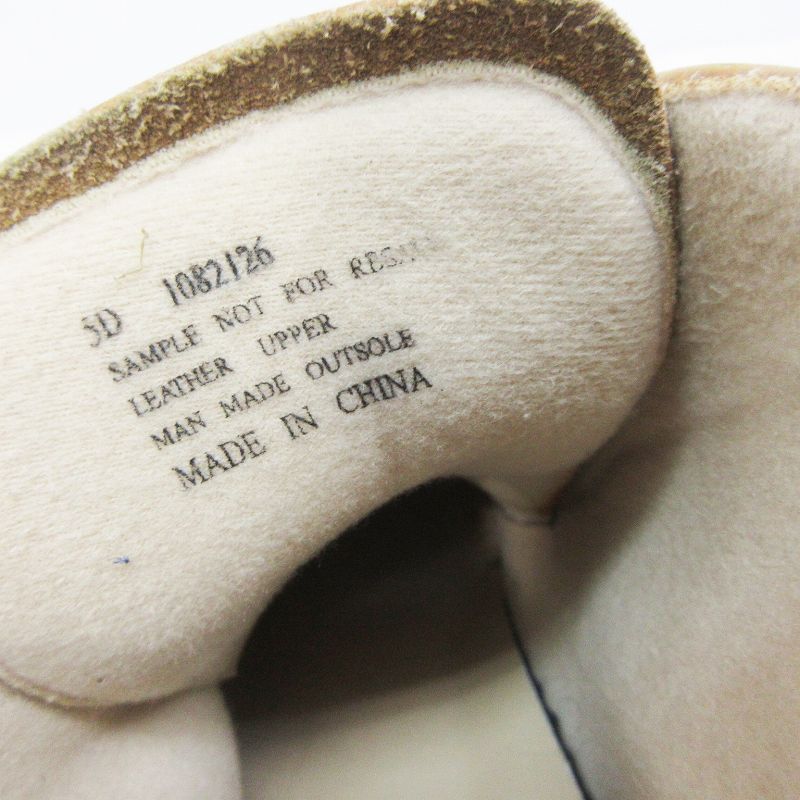 5D 1082126
SAMPLE NOT FOR
LEATHER UPPER
MAN MADE OUTSOLE
MADE IN CHINA